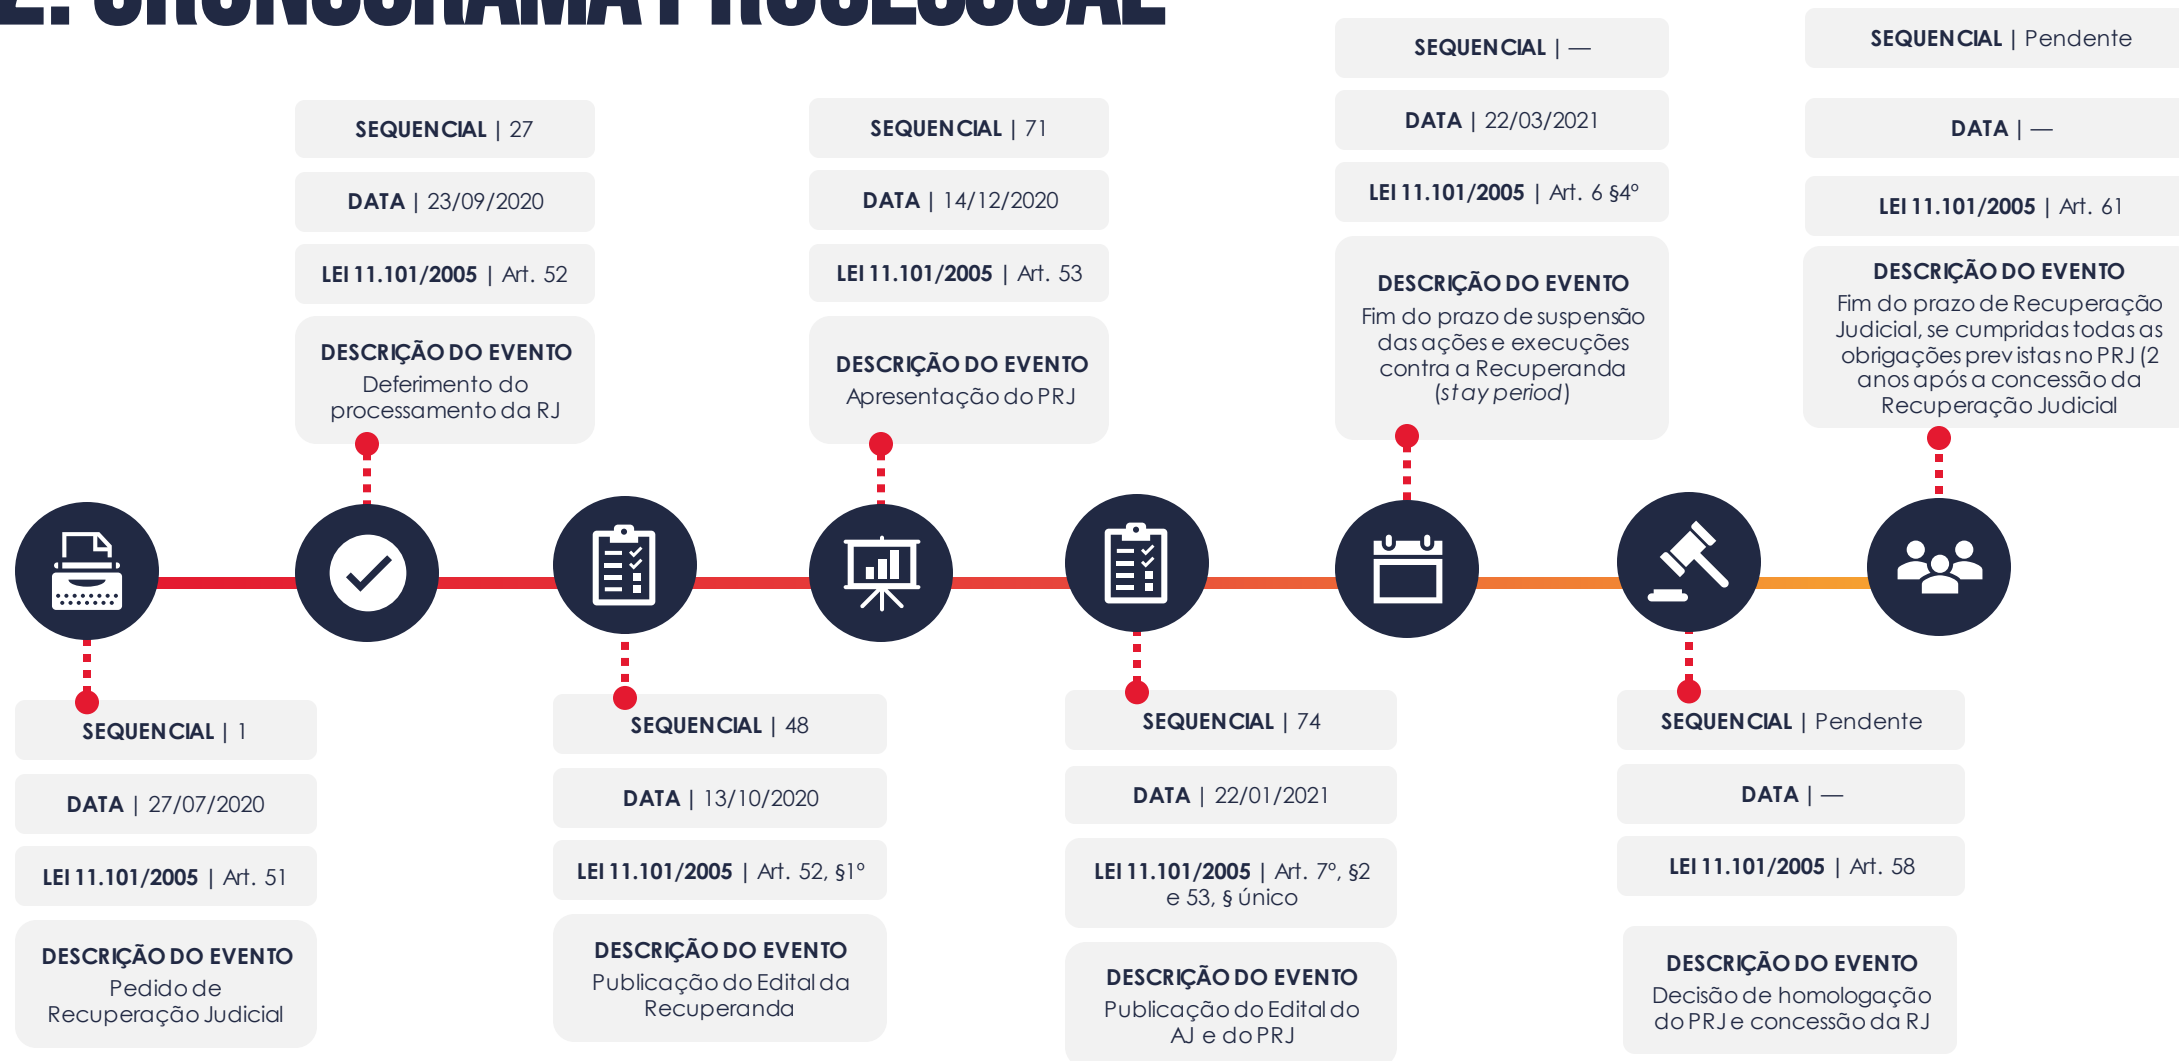 2. CRONOGRAMA PROCESSUAL
SEQUENCIAL | 1
DATA | 27/07/2020
LEI 11.101/2005 | Art. 51
DESCRIÇÃO DO EVENTO
Pedido de
Recuperação Judicial
SEQUENCIAL | 27
DATA | 23/09/2020
LEI 11.101/2005 | Art. 52
DESCRIÇÃO DO EVENTO
Deferimento do
processamento da RJ
SEQUENCIAL | 48
DATA | 13/10/2020
LEI 11.101/2005 | Art. 52, §1º
DESCRIÇÃO DO EVENTO
Publicação do Edital da
Recuperanda
SEQUENCIAL | 71
DATA | 14/12/2020
LEI 11.101/2005 | Art. 53
DESCRIÇÃO DO EVENTO
Apresentação do PRJ
SEQUENCIAL | 74
DATA | 22/01/2021
LEI 11.101/2005 | Art. 7º, §2
e 53, § único
DESCRIÇÃO DO EVENTO
Publicação do Edital do
AJ e do PRJ
SEQUENCIAL | —
DATA | 22/03/2021
LEI 11.101/2005 | Art. 6 §4º
DESCRIÇÃO DO EVENTO
Fim do prazo de suspensão
das ações e execuções
contra a Recuperanda
(stay period)
SEQUENCIAL | Pendente
DATA | —
LEI 11.101/2005 | Art. 58
DESCRIÇÃO DO EVENTO
Decisão de homologação
do PRJ e concessão da RJ
SEQUENCIAL | Pendente
DATA | —
LEI 11.101/2005 | Art. 61
DESCRIÇÃO DO EVENTO
Fim do prazo de Recuperação
Judicial, se cumpridas todas as
obrigações previstas no PRJ (2
anos após a concessão da
Recuperação Judicial